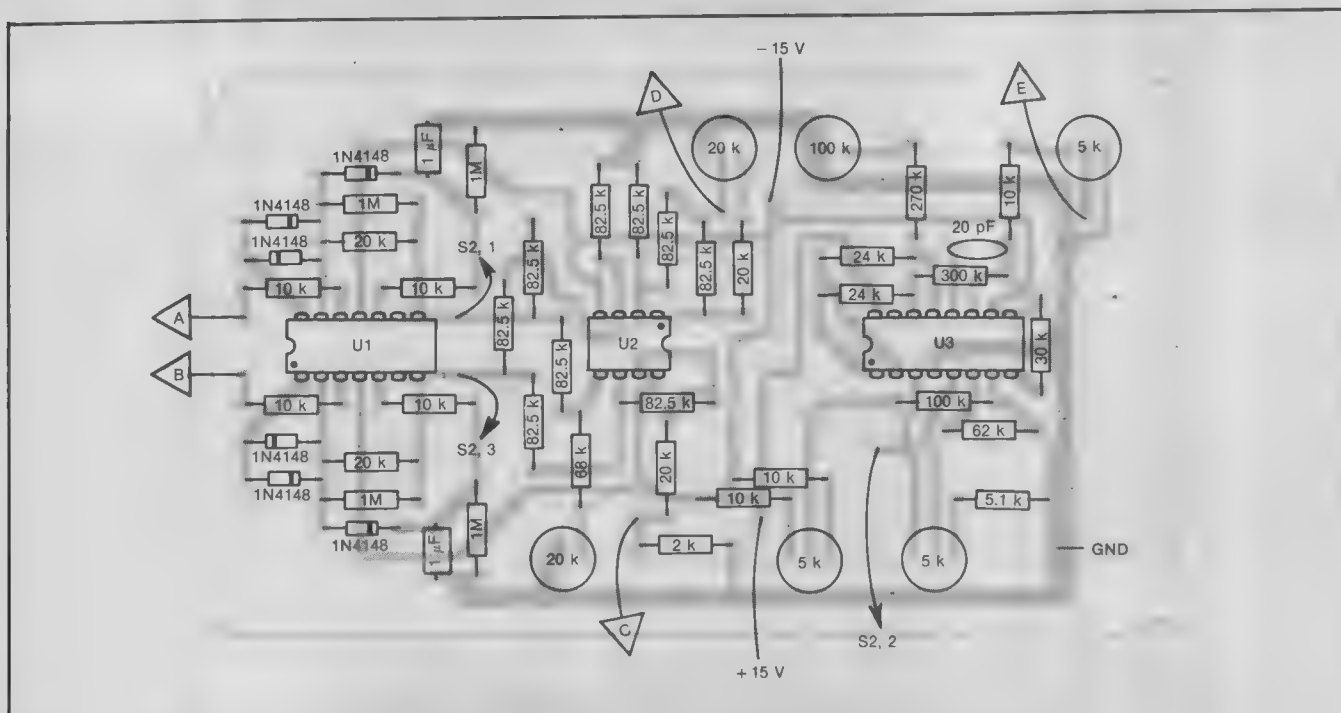 − 15 V
D
E
20 k
100 k
5 k
1 µF
1N4148
1M
270 k
10 k
1N4148
1M
82.5 k
82.5 k
82.5 k
20 pF
1N4148
20 k
S2, 1
82.5 k
82.5 k
20 k
24 k
300 k
10 k
10 k
82.5 k
24 k
A
U1
U2
U3
30 k
B
82.5 k
82.5 k
10 k
10 k
82.5 k
100 k
62 k
1N4148
20 k
S2, 3
68 k
20 k
10 k
1N4148
1M
10 k
5.1 k
1N4148
1 µF
1M
20 k
2 k
5 k
5 k
GND
C
S2, 2
+ 15 V